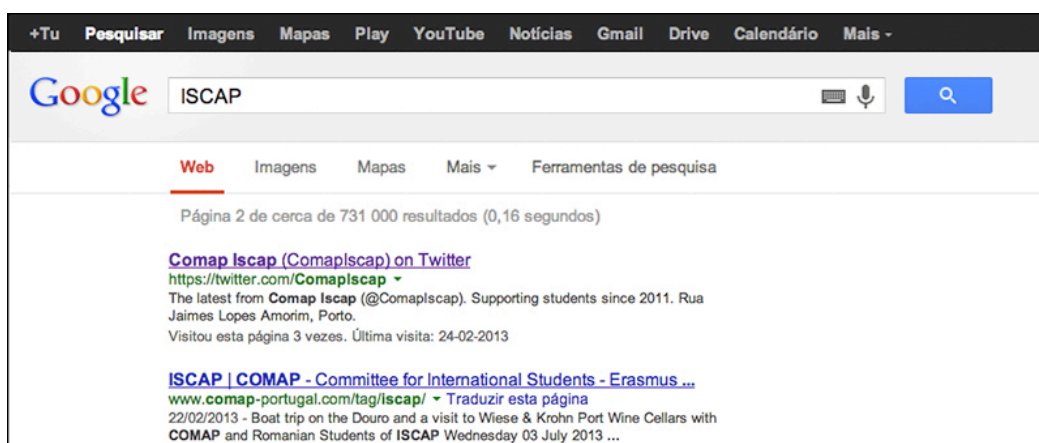 +Tu Pesquisar Imagens Mapas Play YouTube Notícias Gmail Drive Calendário Mais
Google ISCAP
Web Imagens Mapas Mais Ferramentas de pesquisa
Página 2 de cerca de 731 000 resultados (0,16 segundos)
Comap Iscap (ComapIscap) on Twitter
https://twitter.com/ComapIscap
The latest from Comap Iscap (@ComapIscap). Supporting students since 2011. Rua
Jaimes Lopes Amorim, Porto.
Visitou esta página 3 vezes. Última visita: 24-02-2013
ISCAP | COMAP - Committee for International Students - Erasmus ...
www.comap-portugal.com/tag/iscap/ Traduzir esta página
22/02/2013 - Boat trip on the Douro and a visit to Wiese & Krohn Port Wine Cellars with
COMAP and Romanian Students of ISCAP Wednesday 03 July 2013 ...